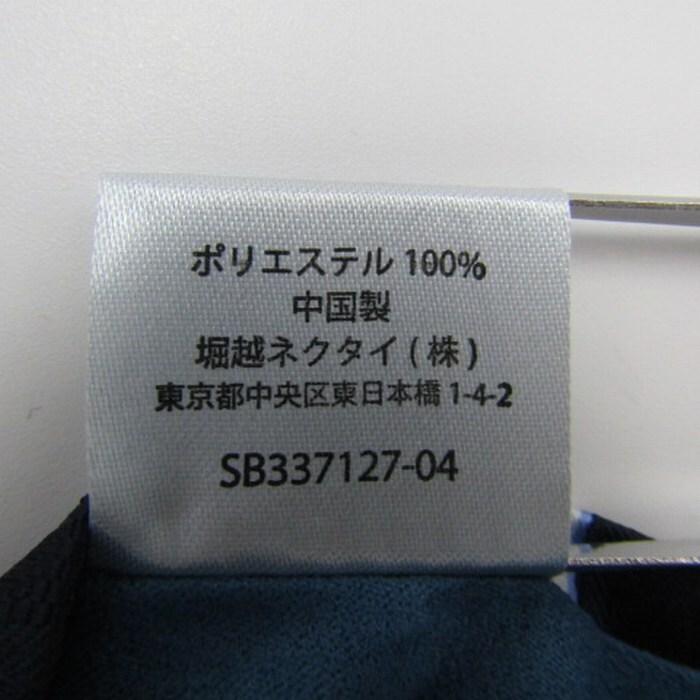 ポリエステル 100%
中国製
堀越ネクタイ ( 株 )
東京都中央区東日本橋 1-4-2
SB337127-04